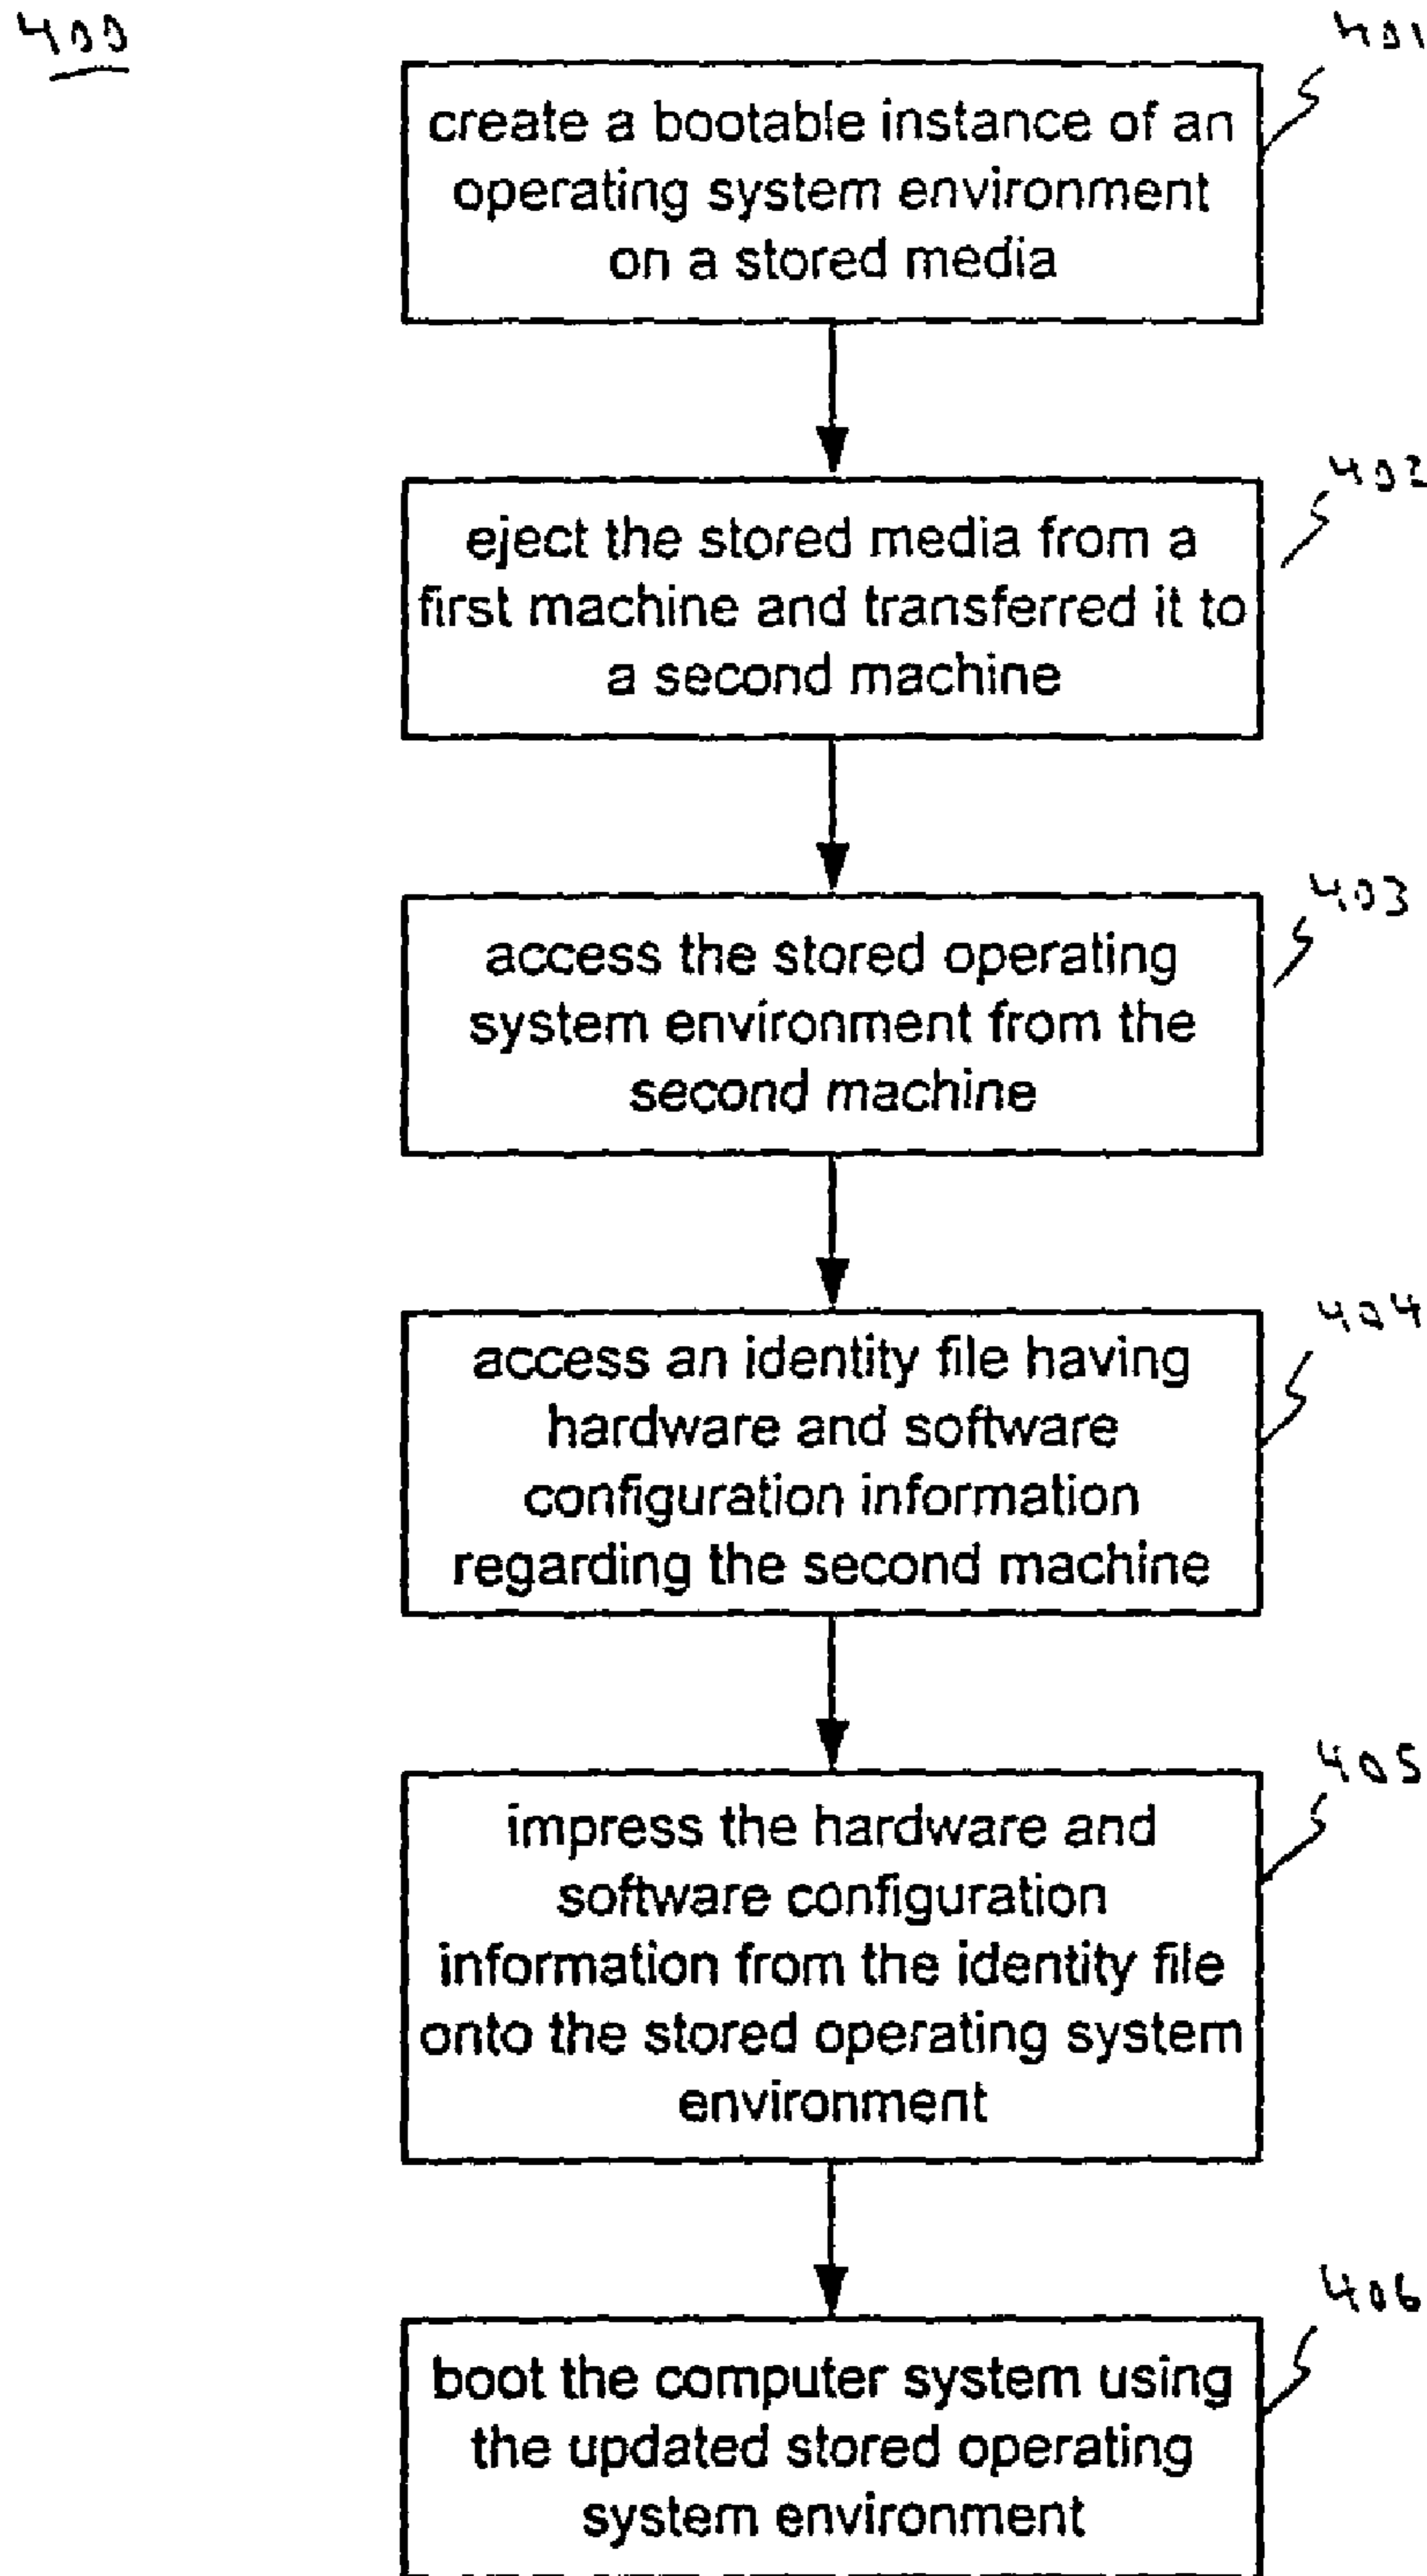 400
401
create a bootable instance of an
operating system environment
on a stored media
402
eject the stored media from a
first machine and transferred it to
a second machine
403
access the stored operating
system environment from the
second machine
404
access an identity file having
hardware and software
configuration information
regarding the second machine
405
impress the hardware and
software configuration
information from the identity file
onto the stored operating system
environment
406
boot the computer system using
the updated stored operating
system environment